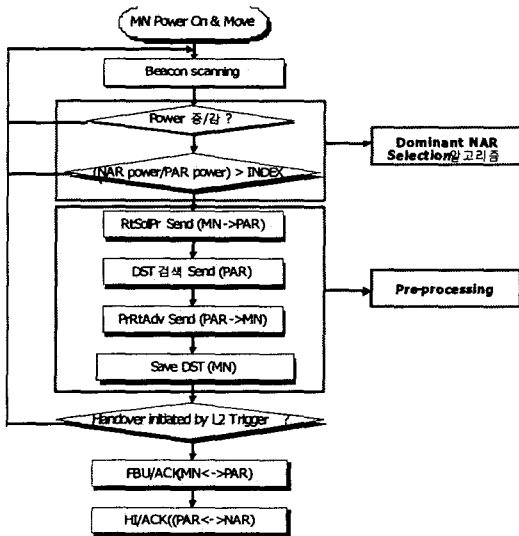 MN Power On & Move
Beacon scanning
Power 증/감 ?
(NAR power/PAR power) > INDEX
Dominant NAR
Selection알고리즘
RtSolPr Send (MN->PAR)
DST 검색 Send (PAR)
PrRtAdv Send (PAR->MN)
Save DST (MN)
Pre-processing
Handover initiated by L2 Trigger ?
FBU/ACK(MN<->PAR)
HI/ACK((PAR<->NAR)